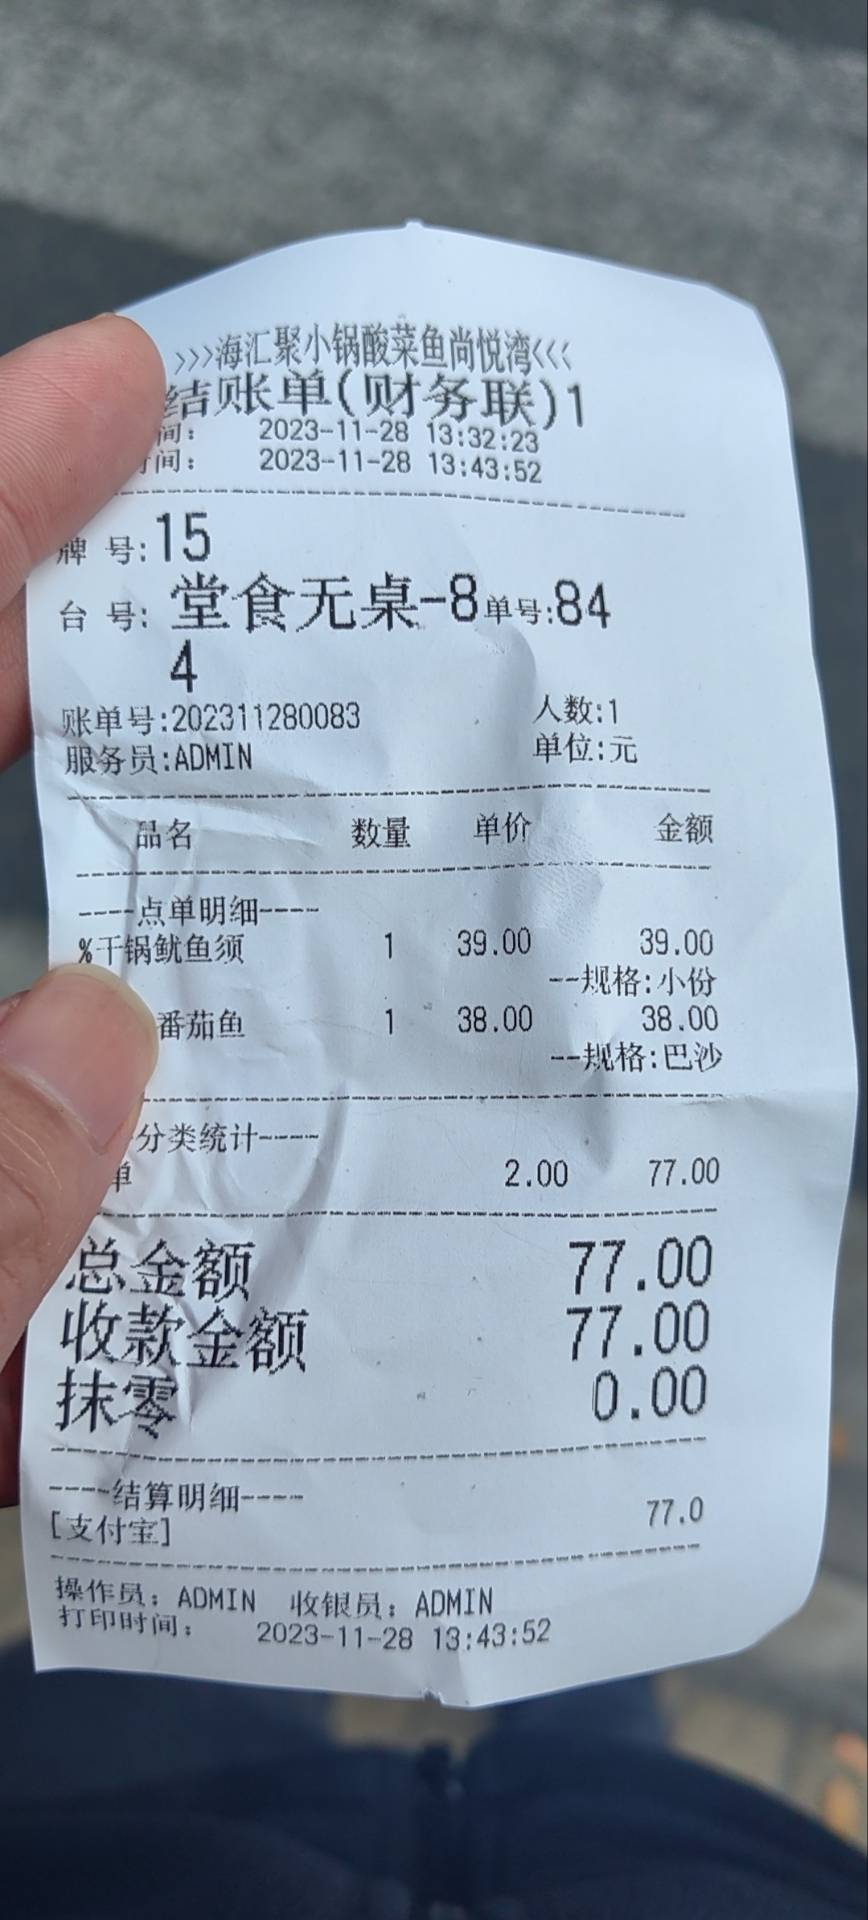 >>>海汇聚小锅酸菜鱼尚悦湾<<<
结账单(财务联)1
间： 2023-11-28 13:32:23
时间： 2023-11-28 13:43:52
牌 号:15
台 号: 堂食无桌-8单号:84
4
账单号:202311280083 人数:1
服务员:ADMIN 单位:元
品名 数量 单价 金额
----点单明细----
%干锅鱿鱼须 1 39.00 39.00
--规格:小份
番茄鱼 1 38.00 38.00
--规格:巴沙
-分类统计----
单 2.00 77.00
总金额 77.00
收款金额 77.00
抹零 0.00
----结算明细----
[支付宝] 77.0
操作员：ADMIN 收银员：ADMIN
打印时间： 2023-11-28 13:43:52